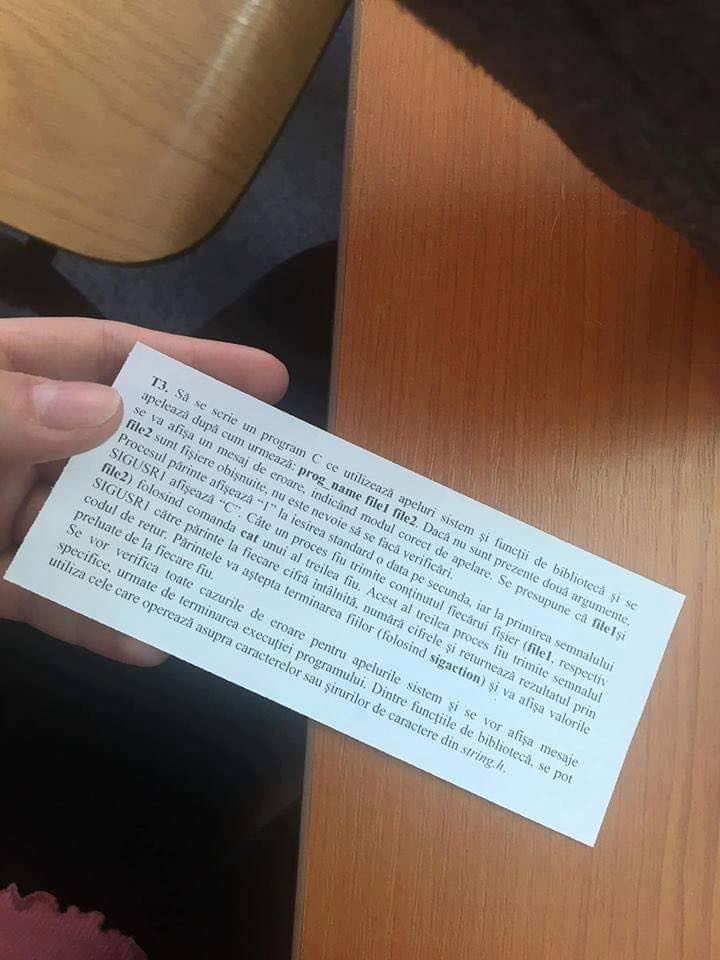 T3. Să se scrie un program C ce utilizează apeluri sistem și funcții de bibliotecă și se
apelează după cum urmează: prog_name file1 file2. Dacă nu sunt prezente două argumente,
se va afișa un mesaj de eroare, indicând modul corect de apelare. Se presupune că file1și
file2 sunt fișiere obișnuite, nu este nevoie să se facă verificări.
Procesul părinte afișează "1" la iesirea standard o data pe secunda, iar la primirea semnalului
SIGUSR1 afișează "C". Câte un proces fiu trimite conținutul fiecărui fișier (file1, respectiv
file2) folosind comanda cat unui al treilea fiu. Acest al treilea proces fiu trimite semnalul
SIGUSR1 către părinte la fiecare cifră întâlnită, numără cifrele și returnează rezultatul prin
codul de retur. Părintele va aștepta terminarea fiilor (folosind sigaction) și va afișa valorile
preluate de la fiecare fiu.
Se vor verifica toate cazurile de eroare pentru apelurile sistem și se vor afișa mesaje
specifice, urmate de terminarea execuției programului. Dintre funcțiile de bibliotecă, se pot
utiliza cele care operează asupra caracterelor sau șirurilor de caractere din string.h.